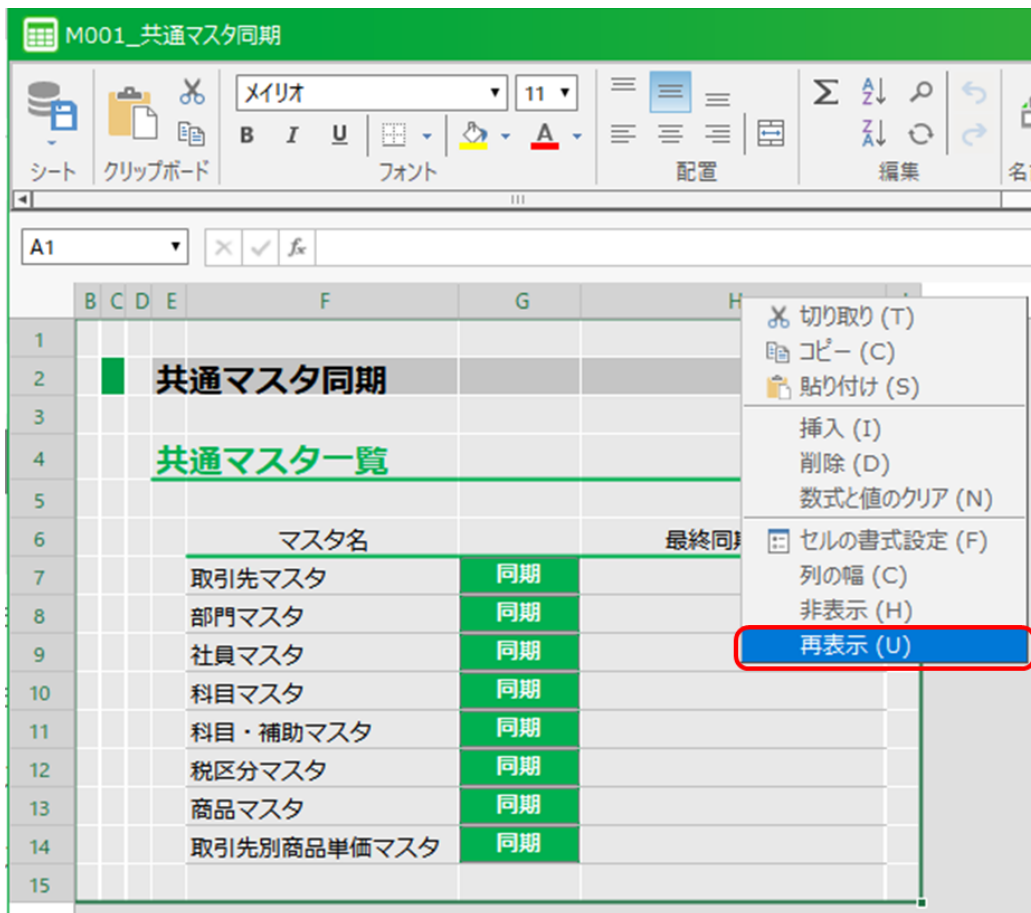 M001_共通マスタ同期
メイリオ 11
B I U A
シート クリップボード フォント 配置 編集
A1 fx
B C D E F G H
1
2 共通マスタ同期
3
4 共通マスター覧
5
6 マスタ名 最終同
7 取引先マスタ 同期
8 部門マスタ 同期
9 社員マスタ 同期
10 科目マスタ 同期
11 科目・補助マスタ 同期
12 税区分マスタ 同期
13 商品マスタ 同期
14 取引先別商品単価マスタ 同期
15
切り取り (T)
コピー (C)
貼り付け (S)
挿入 (I)
削除 (D)
数式と値のクリア (N)
セルの書式設定 (F)
列の幅 (C)
非表示 (H)
再表示 (U)